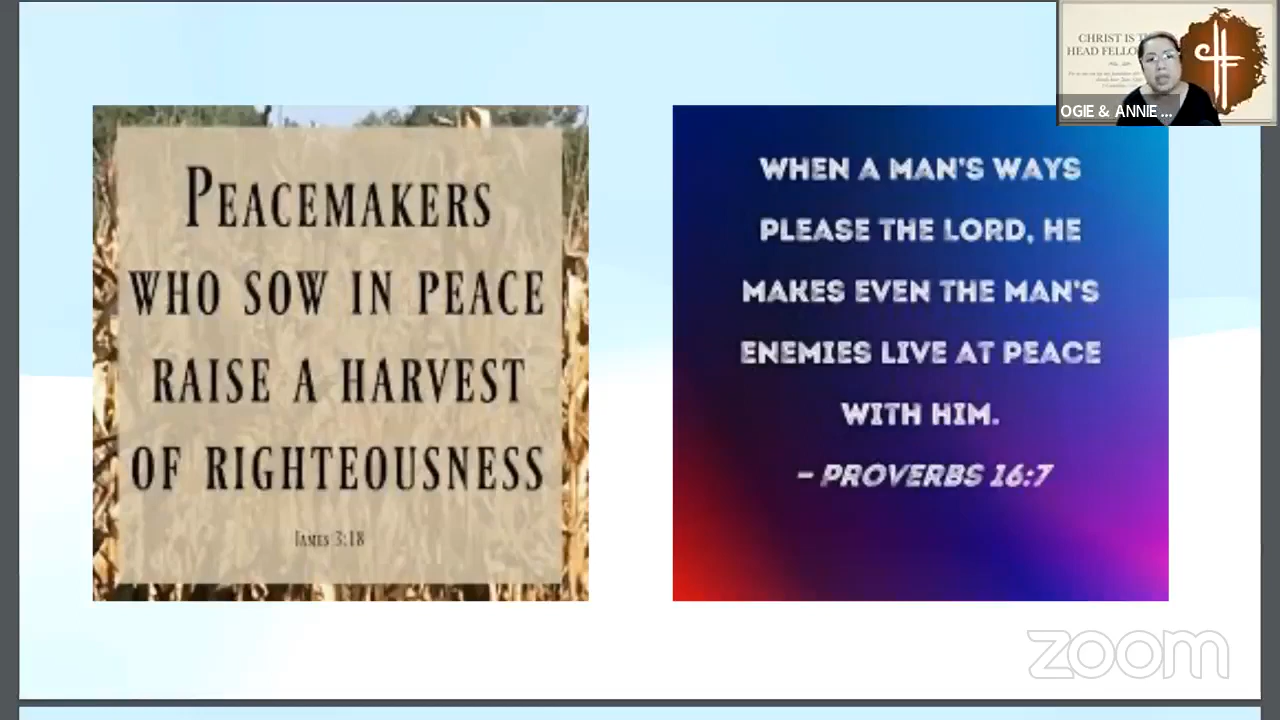 PEACEMAKERS
WHO SOW IN PEACE
RAISE A HARVEST
OF RIGHTEOUSNESS
JAMES 3:18
WHEN A MAN'S WAYS
PLEASE THE LORD, HE
MAKES EVEN THE MAN'S
ENEMIES LIVE AT PEACE
WITH HIM.
– PROVERBS 16:7
CHRIST IS
HEAD
OGIE & ANNIE ...
zoom